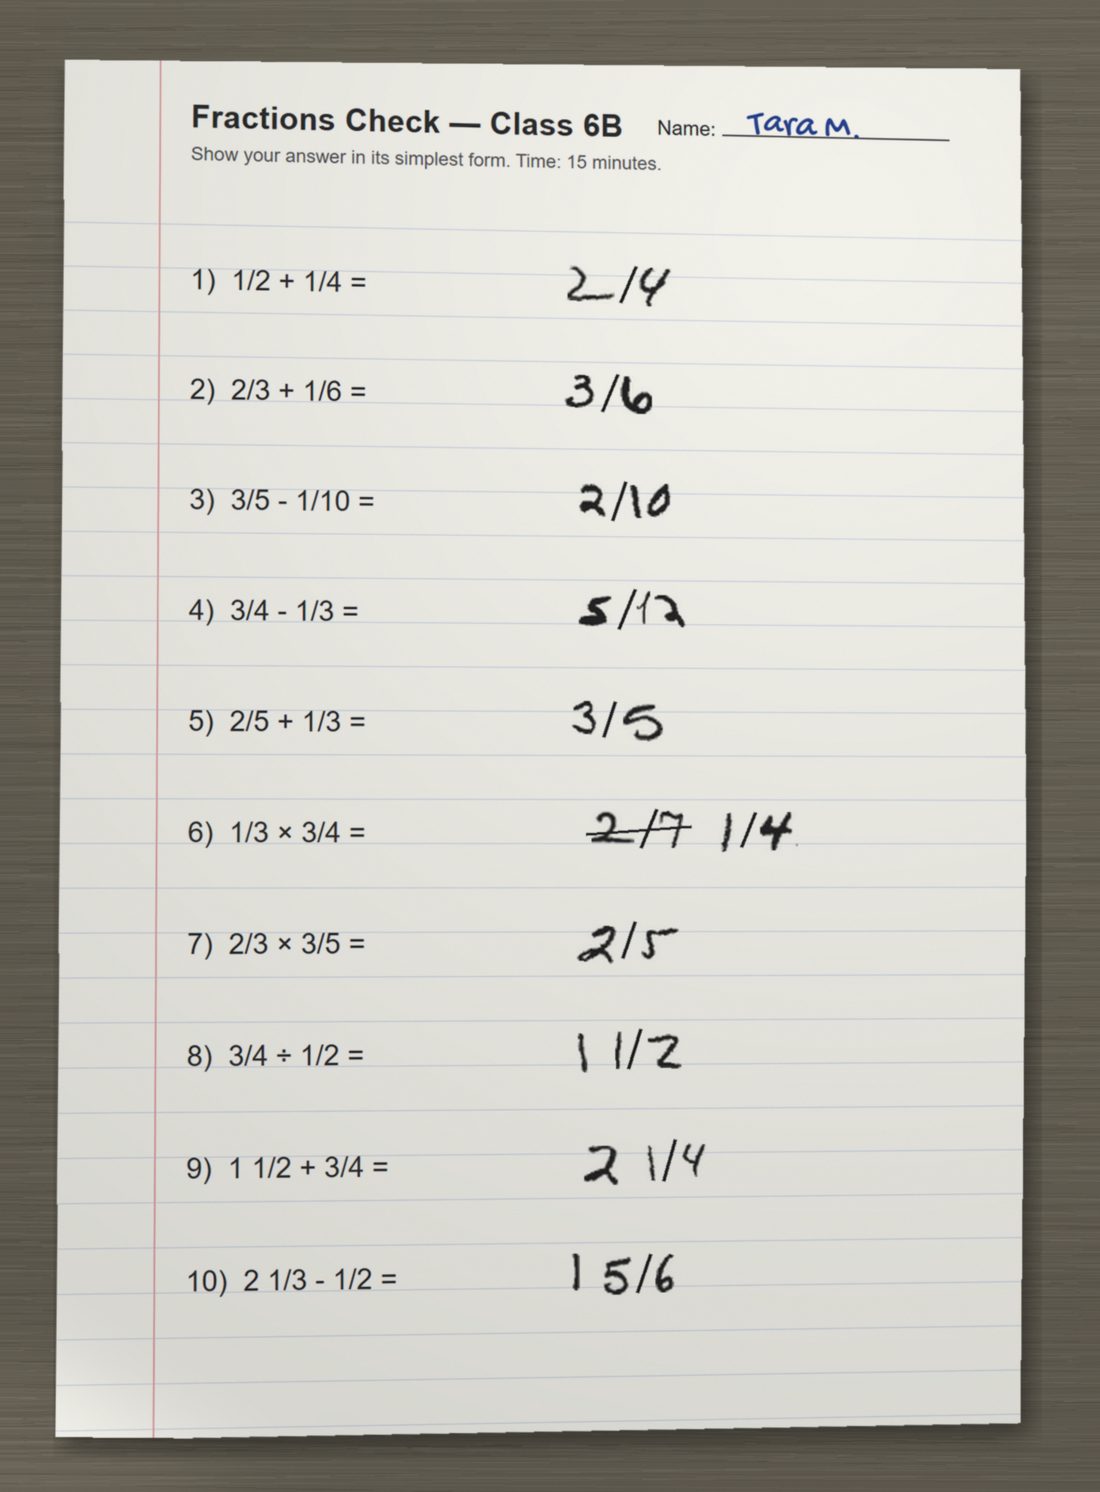 Fractions Check — Class 6B Name: Tara M.
Show your answer in its simplest form. Time: 15 minutes.
1) 1/2 + 1/4 = 2/4
2) 2/3 + 1/6 = 3/6
3) 3/5 - 1/10 = 2/10
4) 3/4 - 1/3 = 5/12
5) 2/5 + 1/3 = 3/5
6) 1/3 × 3/4 = 2/7 1/4
7) 2/3 × 3/5 = 2/5
8) 3/4 ÷ 1/2 = 1 1/2
9) 1 1/2 + 3/4 = 2 1/4
10) 2 1/3 - 1/2 = 1 5/6